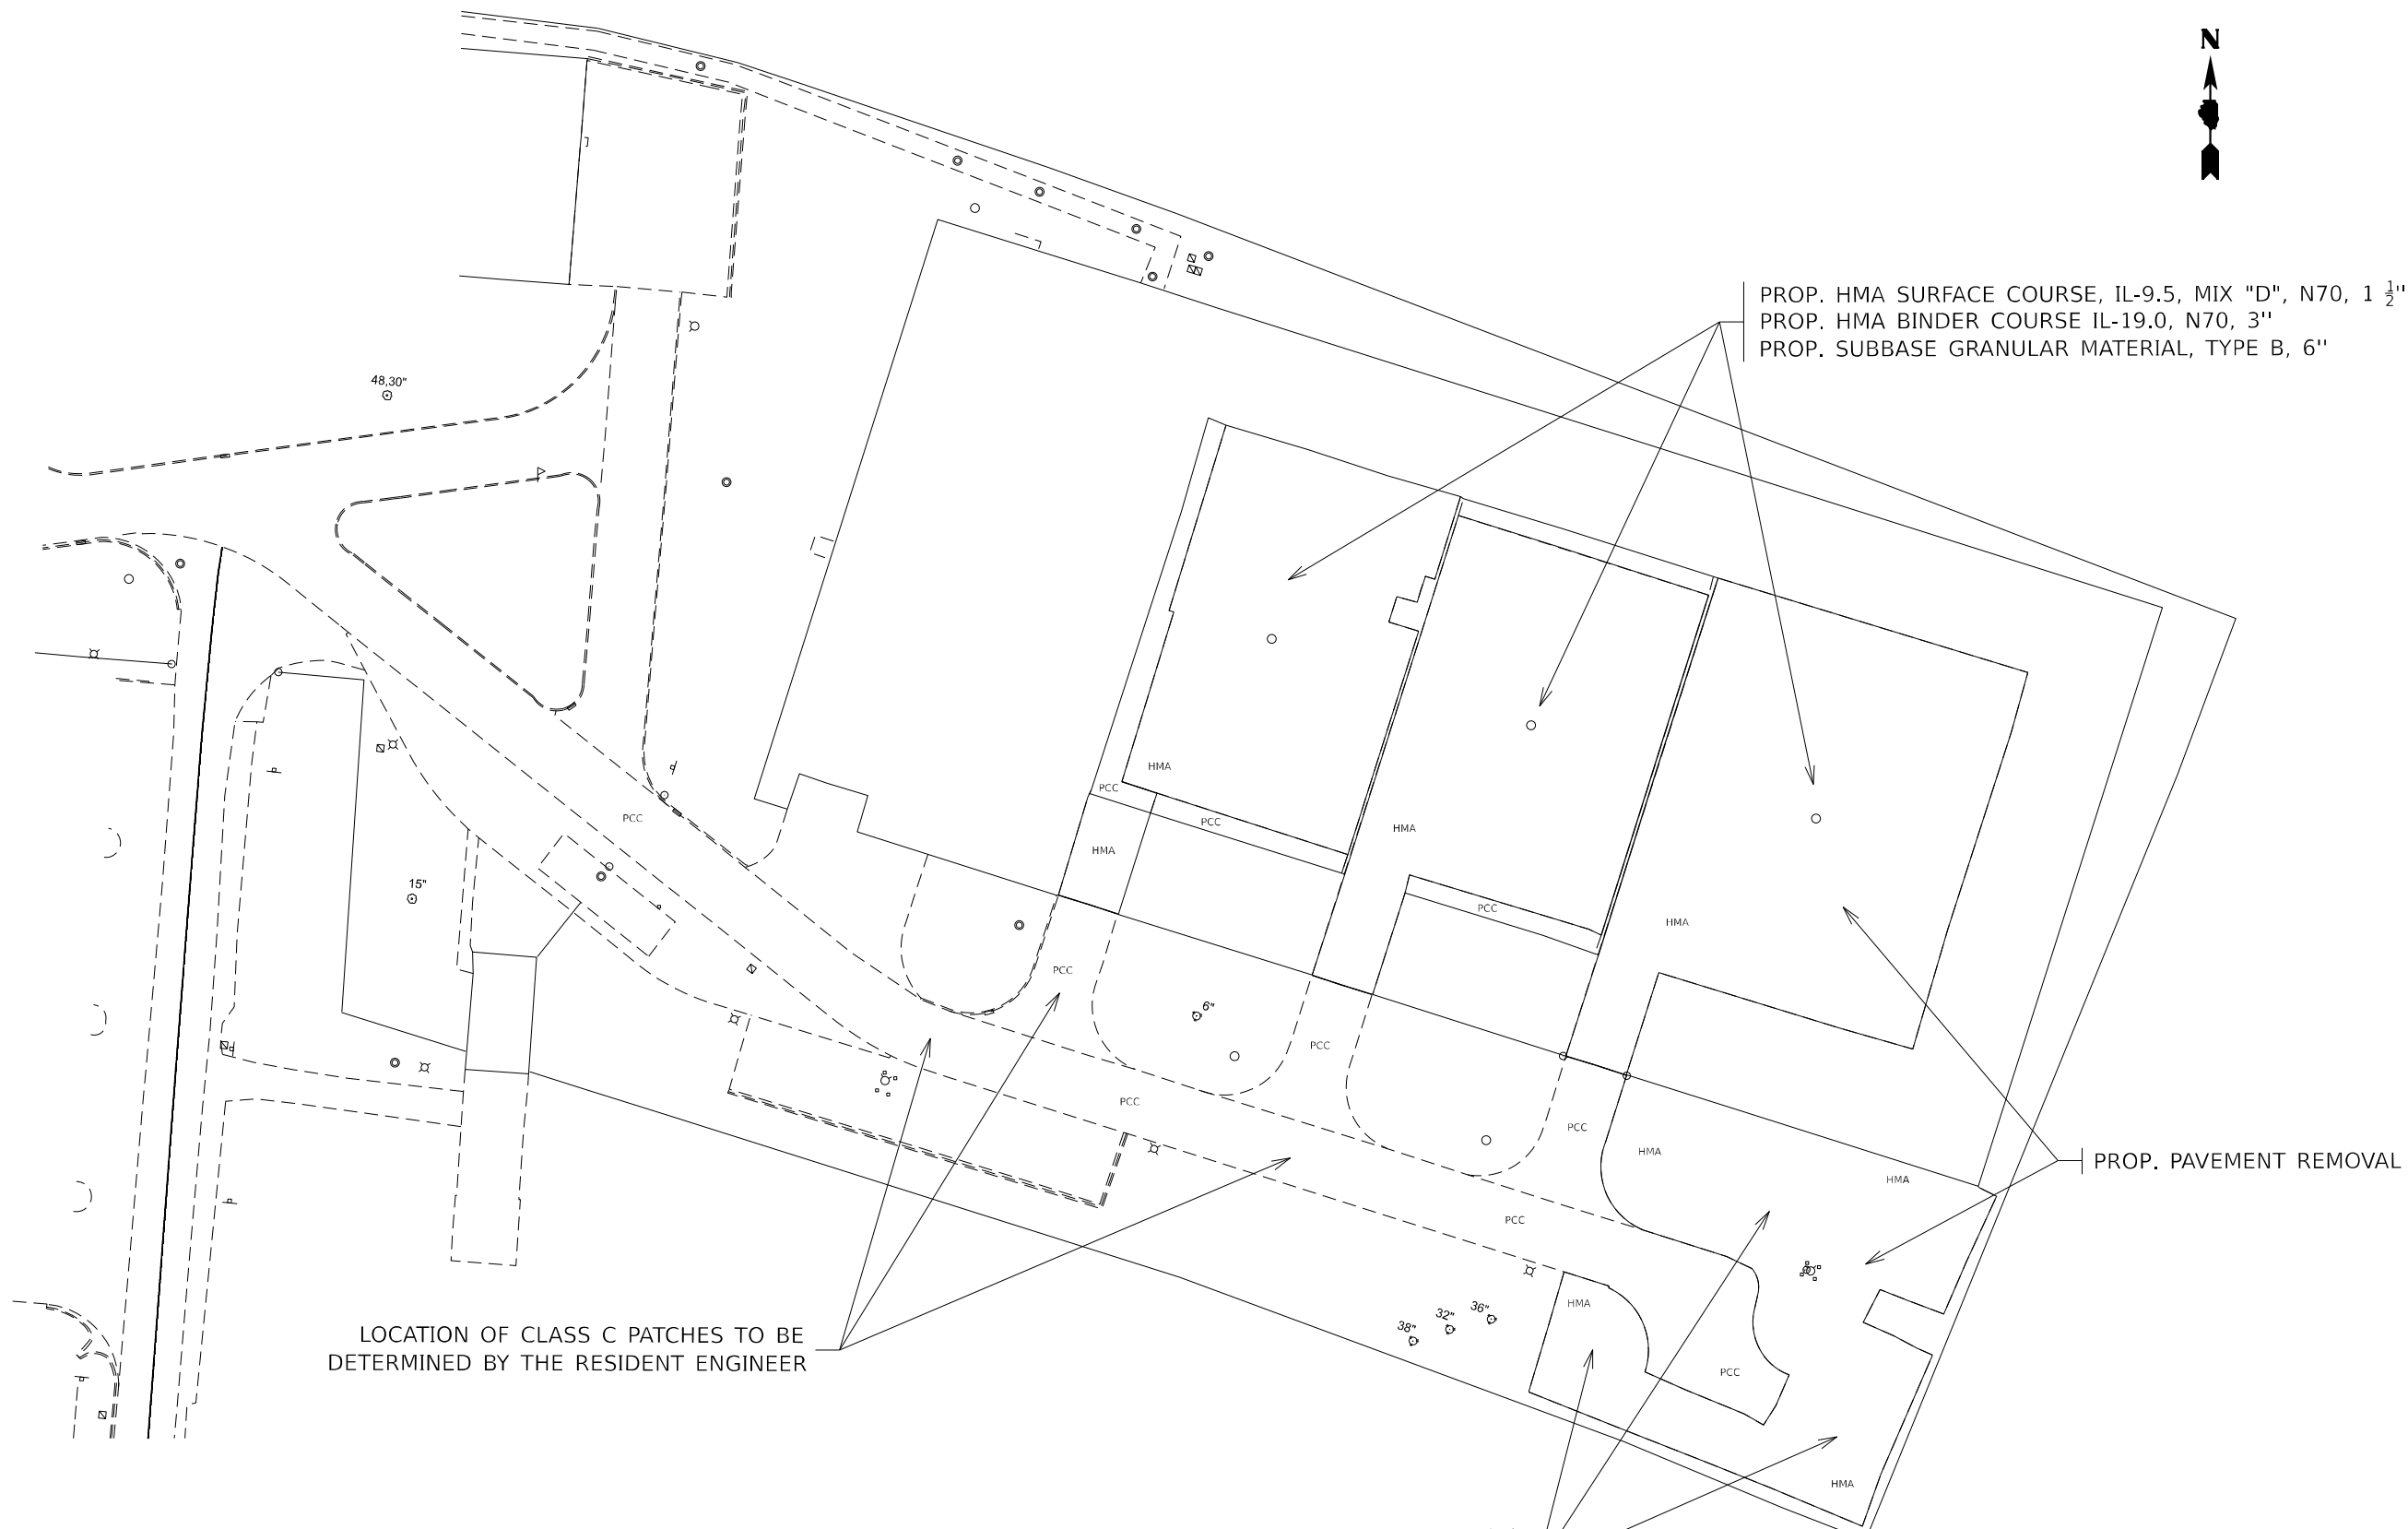 N
PROP. HMA SURFACE COURSE, IL-9.5, MIX "D", N70, 1 1/2"
PROP. HMA BINDER COURSE IL-19.0, N70, 3"
PROP. SUBBASE GRANULAR MATERIAL, TYPE B, 6"
48,30"
HMA
PCC
PCC
PCC
HMA
HMA
15"
PCC
HMA
PCC
6"
PCC
PCC
PCC
HMA
HMA
PROP. PAVEMENT REMOVAL
PCC
HMA
36"
32"
38"
LOCATION OF CLASS C PATCHES TO BE
DETERMINED BY THE RESIDENT ENGINEER
PCC
HMA